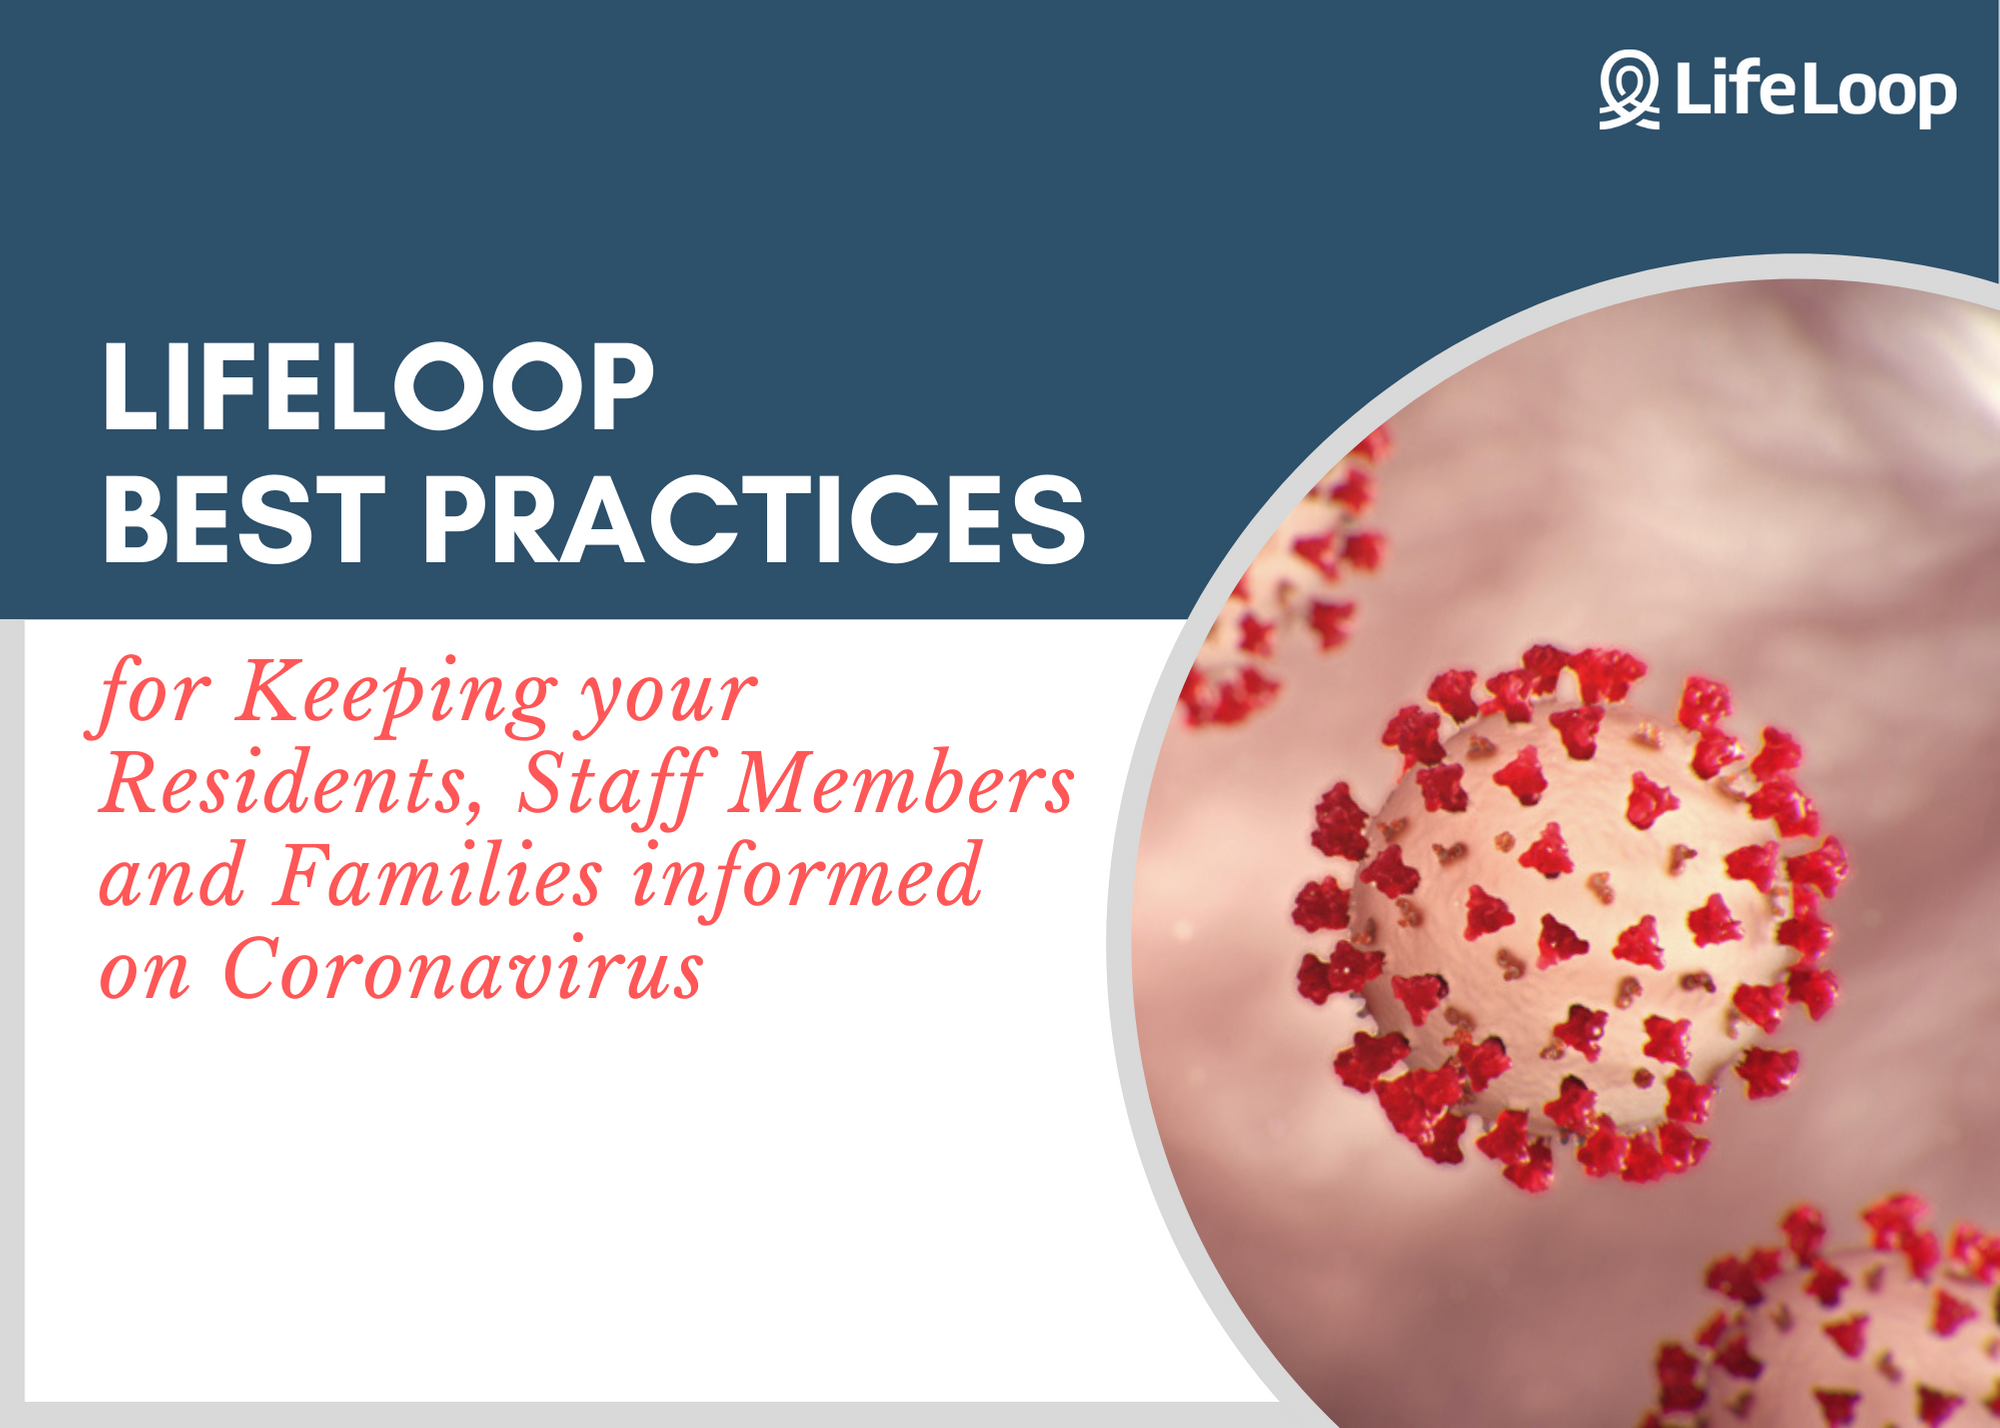 LifeLoop
LIFELOOP
BEST PRACTICES
for Keeping your
Residents, Staff Members
and Families informed
on Coronavirus